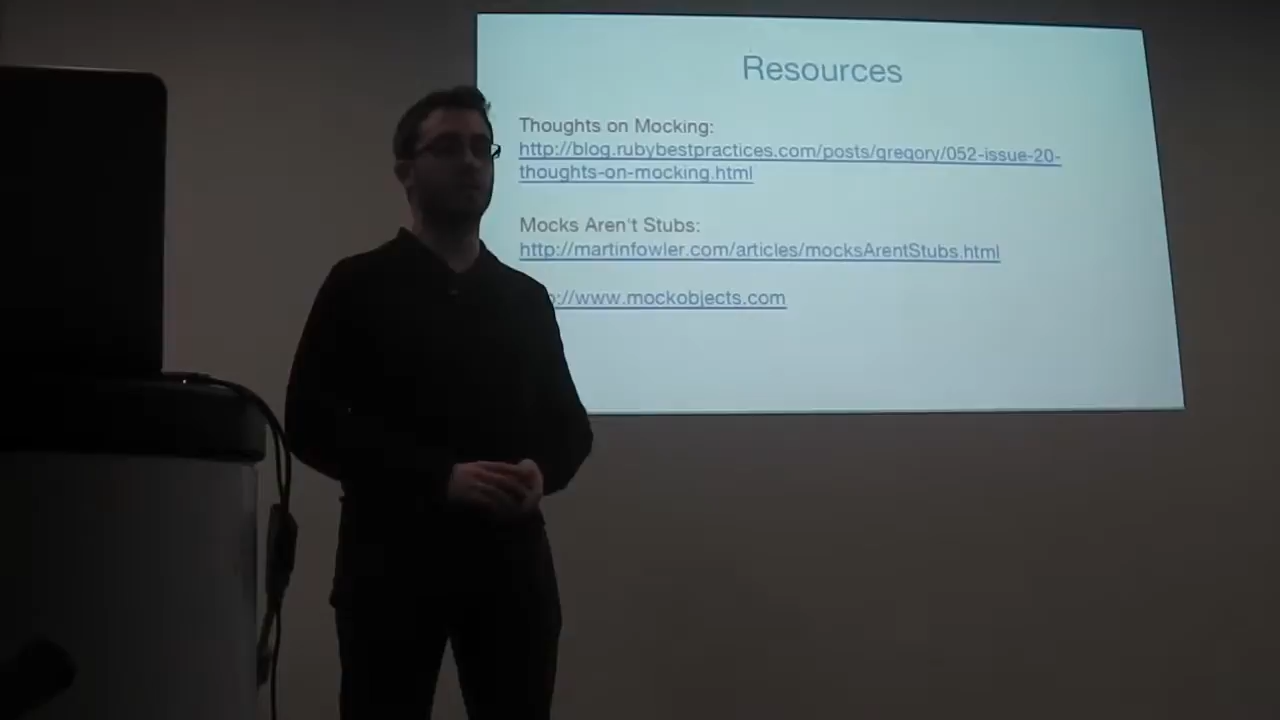 Resources
Thoughts on Mocking:
http://blog.rubybestpractices.com/posts/gregory/052-issue-20-
thoughts-on-mocking.html
Mocks Aren't Stubs:
http://martinfowler.com/articles/mocksArentStubs.html
://www.mockobjects.com